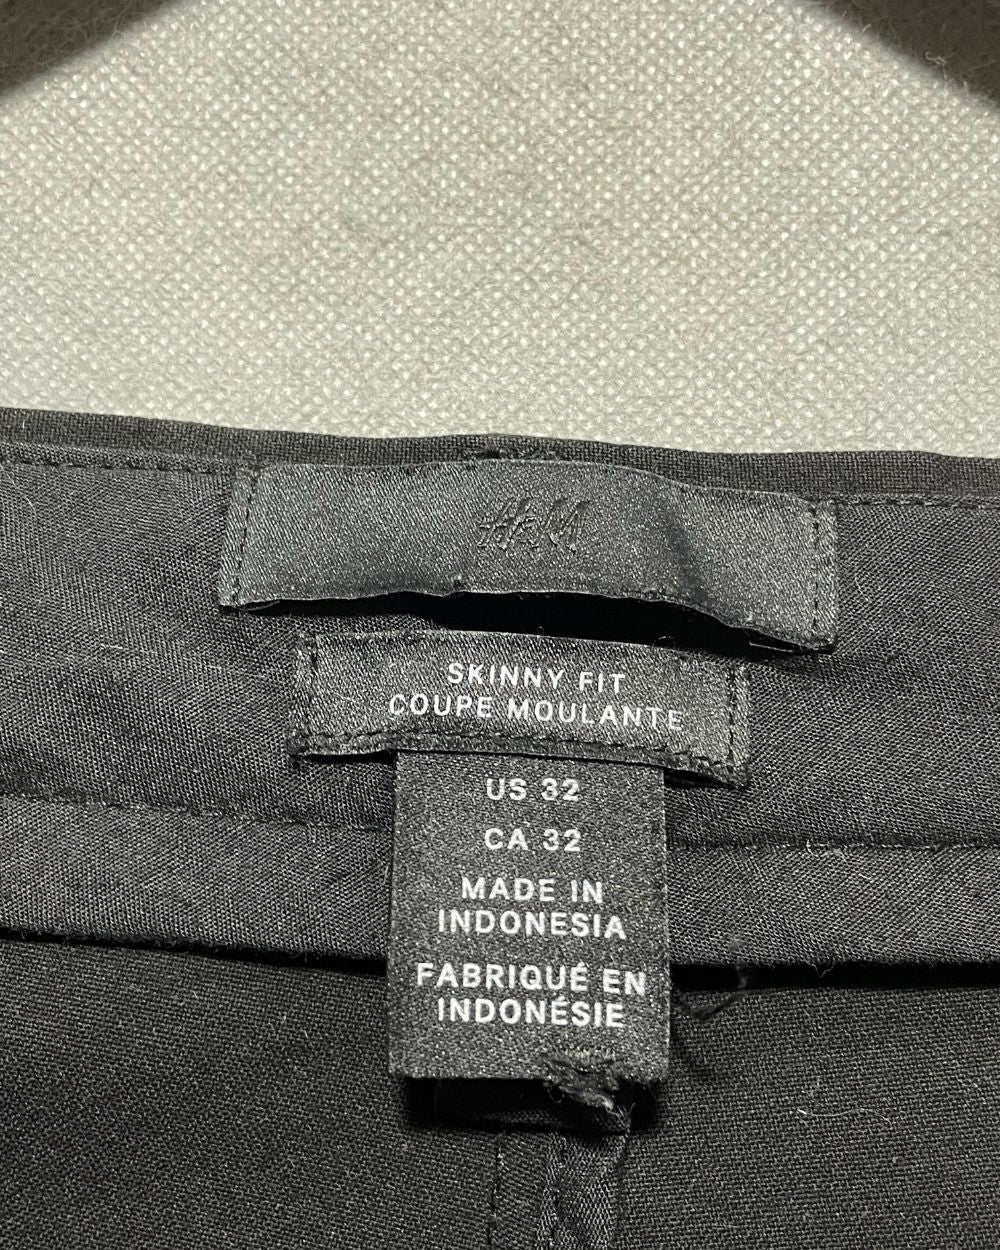 H&M
SKINNY FIT
COUPE MOULANTE
US 32
CA 32
MADE IN
INDONESIA
FABRIQUÉ EN
INDONÉSIE